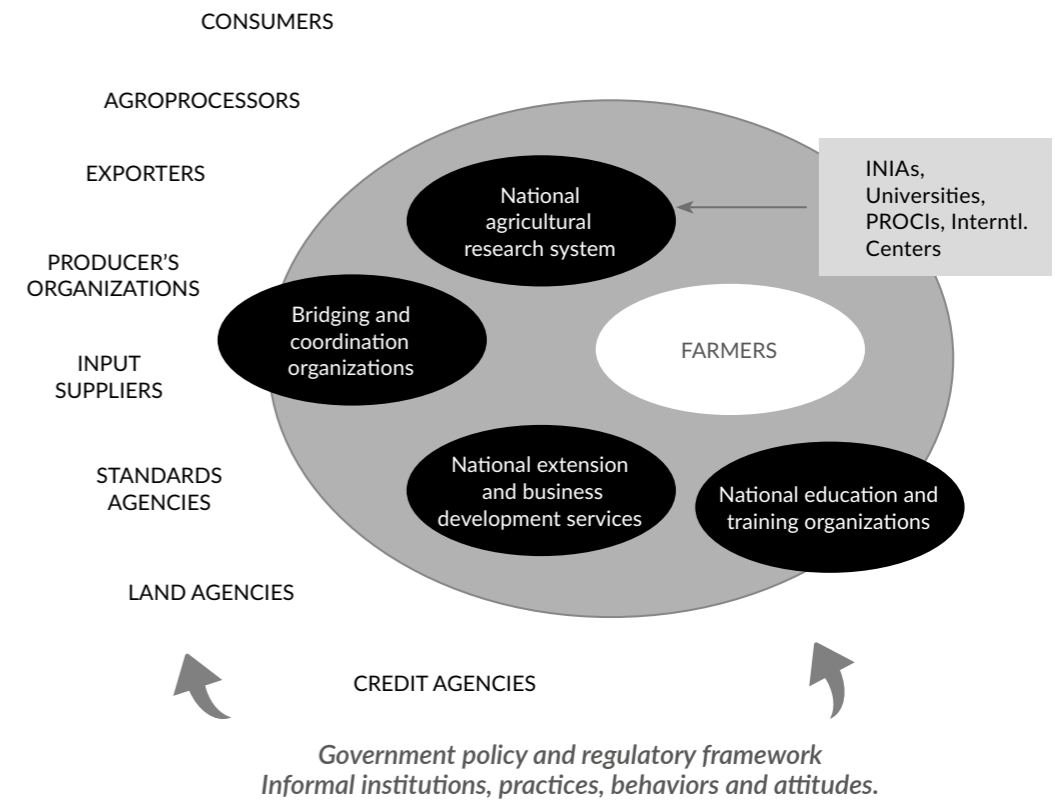 CONSUMERS
AGROPROCESSORS
EXPORTERS
PRODUCER'S
ORGANIZATIONS
INPUT
SUPPLIERS
STANDARDS
AGENCIES
LAND AGENCIES
CREDIT AGENCIES
National
agricultural
research system
INIAs,
Universities,
PROCIs, Interntl.
Centers
Bridging and
coordination
organizations
FARMERS
National extension
and business
development services
National education and
training organizations
Government policy and regulatory framework
Informal institutions, practices, behaviors and attitudes.